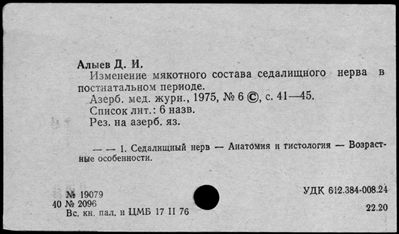 Алыев Д. И.
Изменение мякотного состава седалищного нерва в
постнатальном периоде.
Азерб. мед. журн., 1975, № 6 ©, с. 41—45.
Список лит.: 6 назв.
Рез. на азерб. яз.
— — 1. Седалищный нерв — Анатомия и гистология — Возраст-
ные особенности.
№ 19079
40 № 2096
Вс. кн. пал. и ЦМБ 17 II 76
УДК 612.384-008.24
22.20